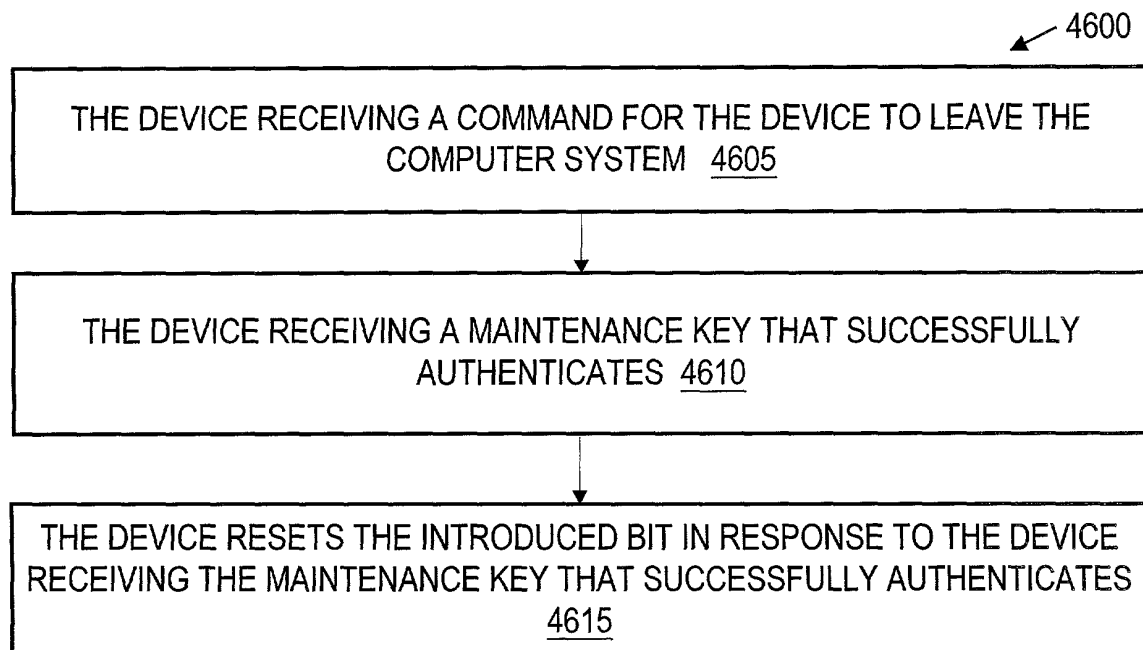 4600
THE DEVICE RECEIVING A COMMAND FOR THE DEVICE TO LEAVE THE
COMPUTER SYSTEM 4605
THE DEVICE RECEIVING A MAINTENANCE KEY THAT SUCCESSFULLY
AUTHENTICATES 4610
THE DEVICE RESETS THE INTRODUCED BIT IN RESPONSE TO THE DEVICE
RECEIVING THE MAINTENANCE KEY THAT SUCCESSFULLY AUTHENTICATES
4615